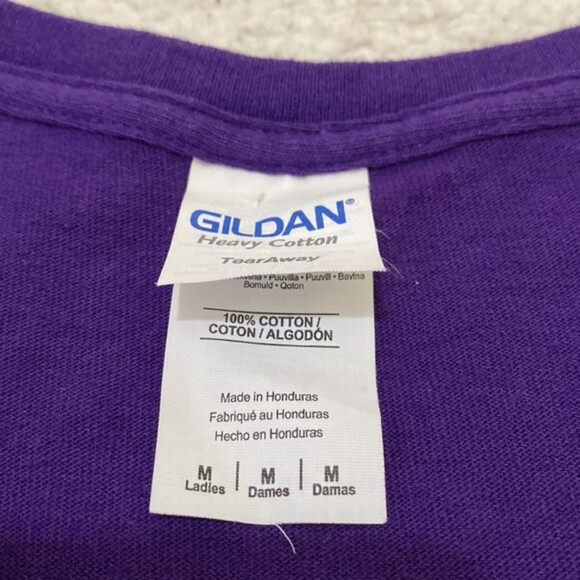 GILDAN®
Heavy Cotton
TearAway
Puuvilla • Puuvill • Bavlna
Bomuld • Qoton
100% COTTON /
COTON / ALGODÓN
Made in Honduras
Fabriqué au Honduras
Hecho en Honduras
M | M | M
Ladies | Dames | Damas